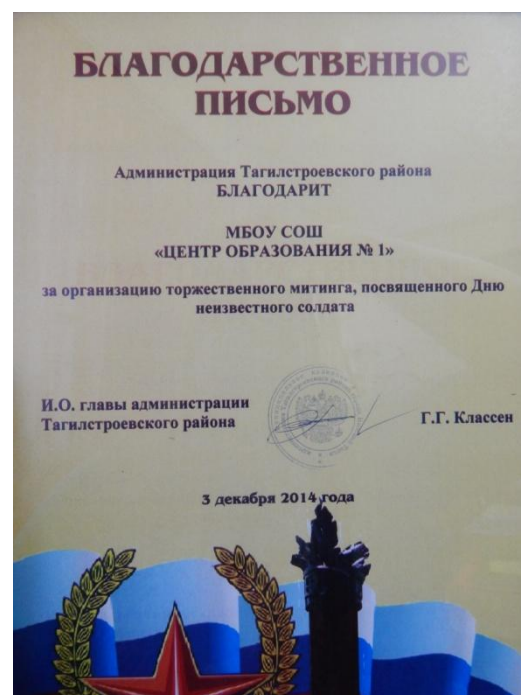 БЛАГОДАРСТВЕННОЕ
ПИСЬМО
Администрация Тагилстроевского района
БЛАГОДАРИТ
МБОУ СОШ
«ЦЕНТР ОБРАЗОВАНИЯ № 1»
за организацию торжественного митинга, посвященного Дню
неизвестного солдата
И.О. главы администрации
Тагилстроевского района
Г.Г. Классен
3 декабря 2014 года